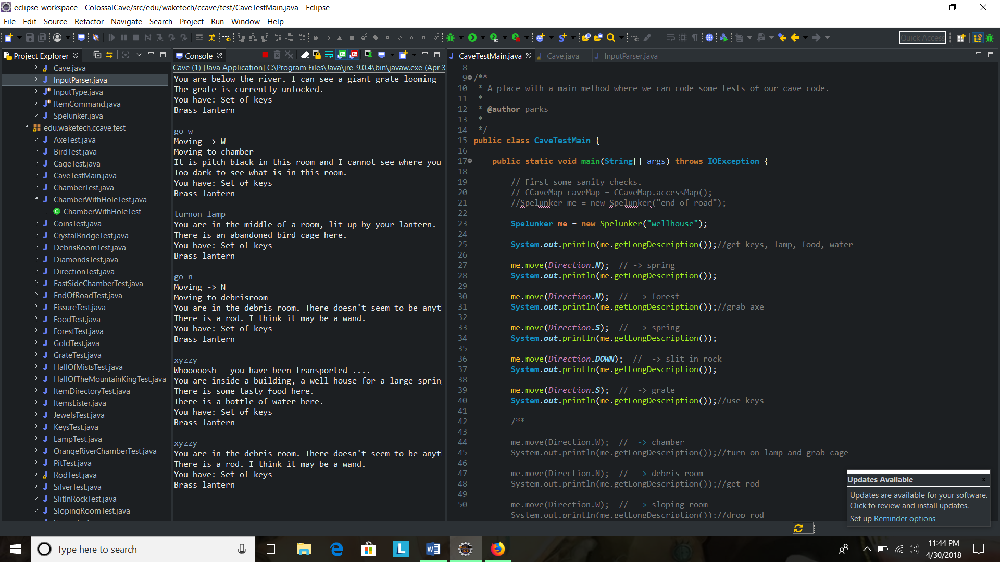 eclipse-workspace - ColossalCave/src/edu/waketech/ccave/test/CaveTestMain.java - Eclipse
File Edit Source Refactor Navigate Search Project Run Window Help
Quick Access
Project Explorer
Cave.java
InputParser.java
InputType.java
ItemCommand.java
Spelunker.java
edu.waketech.ccave.test
AxeTest.java
BirdTest.java
CageTest.java
CaveTestMain.java
ChamberTest.java
ChamberWithHoleTest.java
ChamberWithHoleTest
CoinsTest.java
CrystalBridgeTest.java
DebrisRoomTest.java
DiamondsTest.java
DirectionTest.java
EastSideChamberTest.java
EndOfRoadTest.java
FissureTest.java
FoodTest.java
ForestTest.java
GoldTest.java
GrateTest.java
HallOfMistsTest.java
HallOfTheMountainKingTest.java
ItemDirectoryTest.java
ItemsLister.java
JewelsTest.java
KeysTest.java
LampTest.java
OrangeRiverChamberTest.java
PitTest.java
RodTest.java
SilverTest.java
SlitInRockTest.java
SlopingRoomTest.java
Console
Cave (1) [Java Application] C:\Program Files\Java\jre-9.0.4\bin\javaw.exe (Apr 3
You are below the river. I can see a giant grate looming
The grate is currently unlocked.
You have: Set of keys
Brass lantern
go w
Moving -> W
Moving to chamber
It is pitch black in this room and I cannot see where you
Too dark to see what is in this room.
You have: Set of keys
Brass lantern
turnon lamp
You are in the middle of a room, lit up by your lantern.
There is an abandoned bird cage here.
You have: Set of keys
Brass lantern
go n
Moving -> N
Moving to debrisroom
You are in the debris room. There doesn't seem to be anyt
There is a rod. I think it may be a wand.
You have: Set of keys
Brass lantern
xyzzy
Whooooosh - you have been transported ....
You are inside a building, a well house for a large sprin
There is some tasty food here.
There is a bottle of water here.
You have: Set of keys
Brass lantern
xyzzy
You are in the debris room. There doesn't seem to be anyt
There is a rod. I think it may be a wand.
You have: Set of keys
Brass lantern
CaveTestMain.java Cave.java InputParser.java
8
9 /**
10 * A place with a main method where we can code some tests of our cave code.
11 *
12 * @author parks
13 *
14 */
15 public class CaveTestMain {
16
17 public static void main(String[] args) throws IOException {
18
19 // First some sanity checks.
20 // CCaveMap caveMap = CCaveMap.accessMap();
21 //Spelunker me = new Spelunker("end_of_road");
22
23 Spelunker me = new Spelunker("wellhouse");
24
25 System.out.println(me.getLongDescription());//get keys, lamp, food, water
26
27 me.move(Direction.N); // -> spring
28 System.out.println(me.getLongDescription());
29
30 me.move(Direction.N); // -> forest
31 System.out.println(me.getLongDescription());//grab axe
32
33 me.move(Direction.S); // -> spring
34 System.out.println(me.getLongDescription());
35
36 me.move(Direction.DOWN); // -> slit in rock
37 System.out.println(me.getLongDescription());
38
39 me.move(Direction.S); // -> grate
40 System.out.println(me.getLongDescription());//use keys
41
42 /**
43
44 me.move(Direction.W); // -> chamber
45 System.out.println(me.getLongDescription());//turn on lamp and grab cage
46
47 me.move(Direction.N); // -> debris room
48 System.out.println(me.getLongDescription());//get rod
49
50 me.move(Direction.W); // -> sloping room
System.out.println(me.getLongDescription());//drop rod
Updates Available
Updates are available for your software.
Click to review and install updates.
Set up Reminder options
Type here to search
11:44 PM
4/30/2018